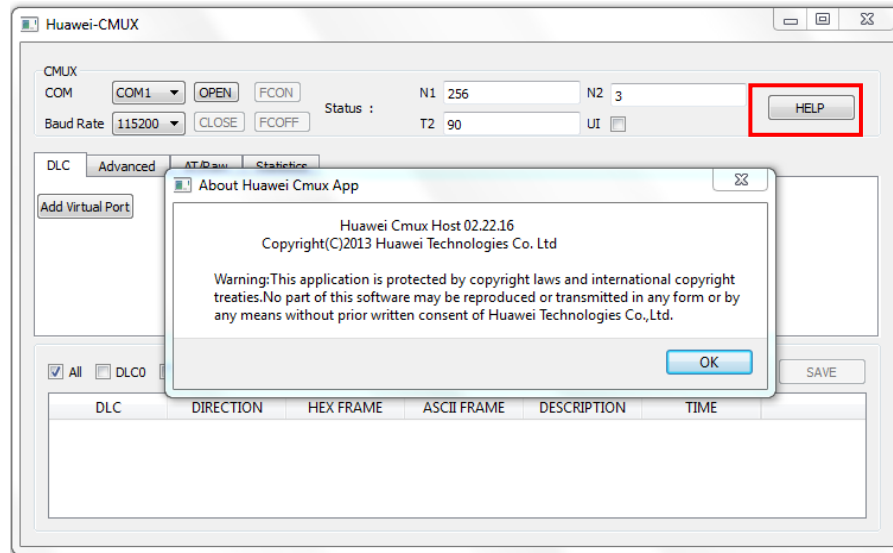 Huawei-CMUX
CMUX
COM COM1 OPEN FCON Status : N1 256 N2 3 HELP
Baud Rate 115200 CLOSE FCOFF T2 90 UI
DLC Advanced AT/Raw Statistics
About Huawei Cmux App
Add Virtual Port
Huawei Cmux Host 02.22.16
Copyright(C)2013 Huawei Technologies Co. Ltd
Warning:This application is protected by copyright laws and international copyright
treaties.No part of this software may be reproduced or transmitted in any form or by
any means without prior written consent of Huawei Technologies Co.,Ltd.
OK
All DLC0 SAVE
DLC DIRECTION HEX FRAME ASCII FRAME DESCRIPTION TIME